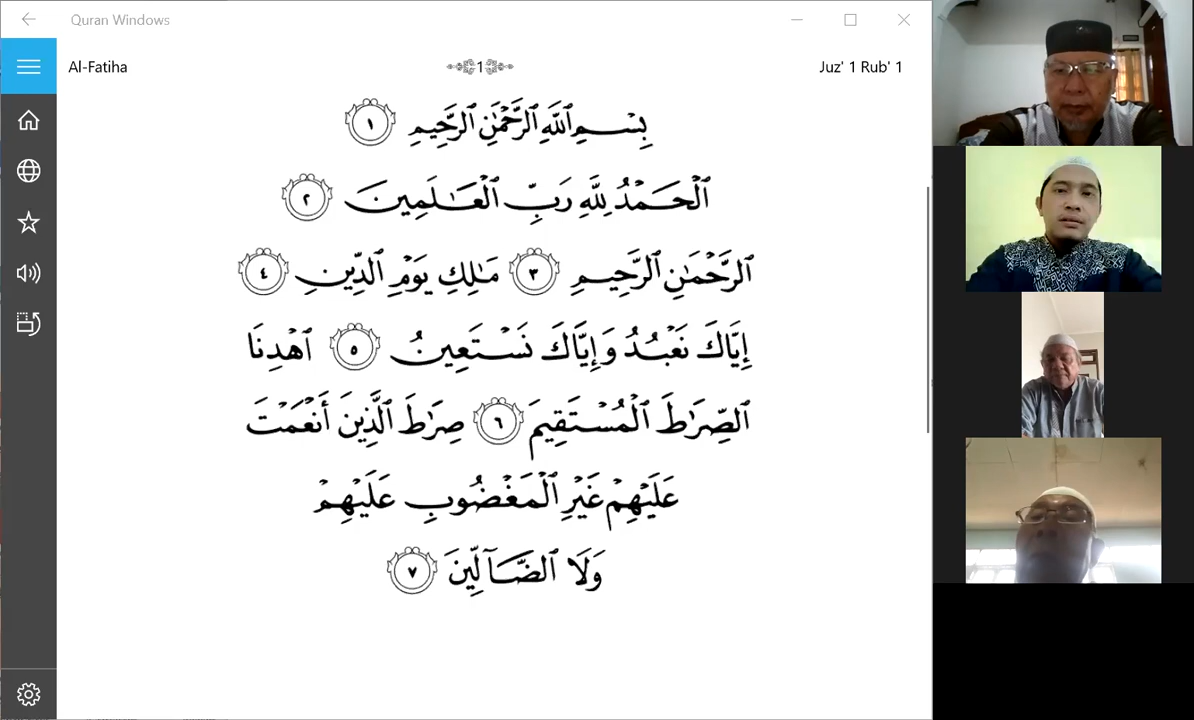 Quran Windows
Al-Fatiha
1
Juz' 1 Rub' 1
بِسْمِ ٱللَّهِ ٱلرَّحْمَٰنِ ٱلرَّحِيمِ ١
ٱلْحَمْدُ لِلَّهِ رَبِّ ٱلْعَٰلَمِينَ ٢
ٱلرَّحْمَٰنِ ٱلرَّحِيمِ ٣ مَٰلِكِ يَوْمِ ٱلدِّينِ ٤
إِيَّاكَ نَعْبُدُ وَإِيَّاكَ نَسْتَعِينُ ٥ ٱهْدِنَا
ٱلصِّرَٰطَ ٱلْمُسْتَقِيمَ ٦ صِرَٰطَ ٱلَّذِينَ أَنْعَمْتَ
عَلَيْهِمْ غَيْرِ ٱلْمَغْضُوبِ عَلَيْهِمْ
وَلَا ٱلضَّآلِّينَ ٧